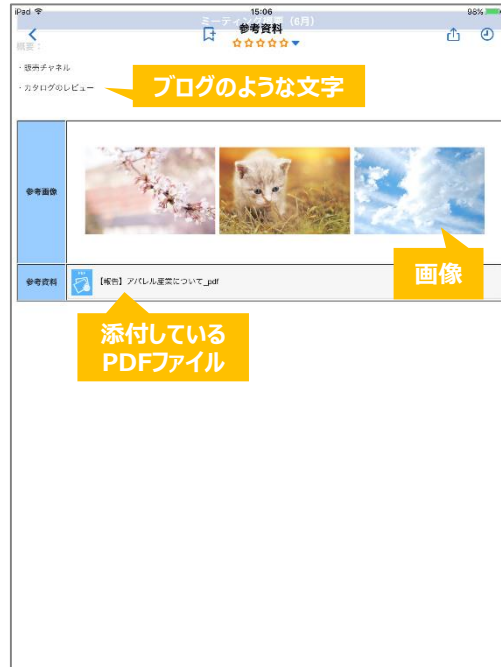 iPad 15:06 98%
ミーティング概要（6月）
参考資料
☆☆☆☆☆▼
概要：
・販売チャネル
・カタログのレビュー
ブログのような文字
参考画像
画像
参考資料
PDF
【報告】アパレル産業について_pdf
添付している
PDFファイル